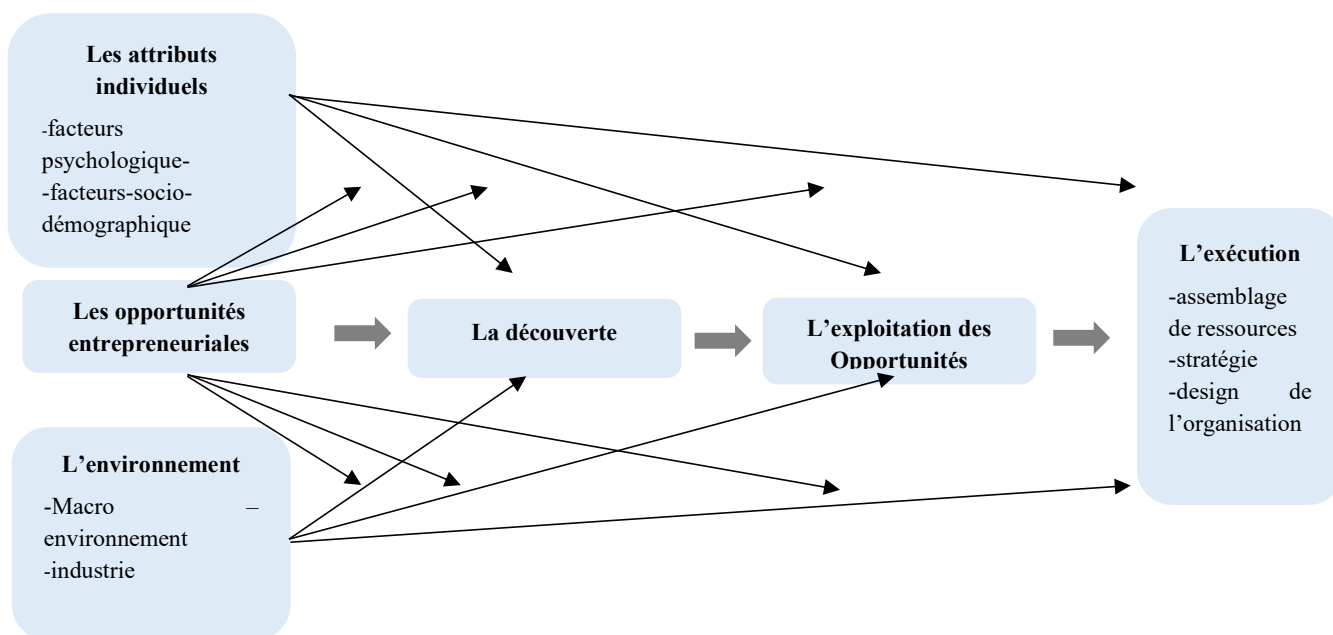 Les attributs
individuels
-facteurs
psychologique-
-facteurs-socio-
démographique
Les opportunités
entrepreneuriales
La découverte
L’exploitation des
Opportunités
L’exécution
-assemblage
de ressources
-stratégie
-design de
l’organisation
L’environnement
-Macro –
environnement
-industrie